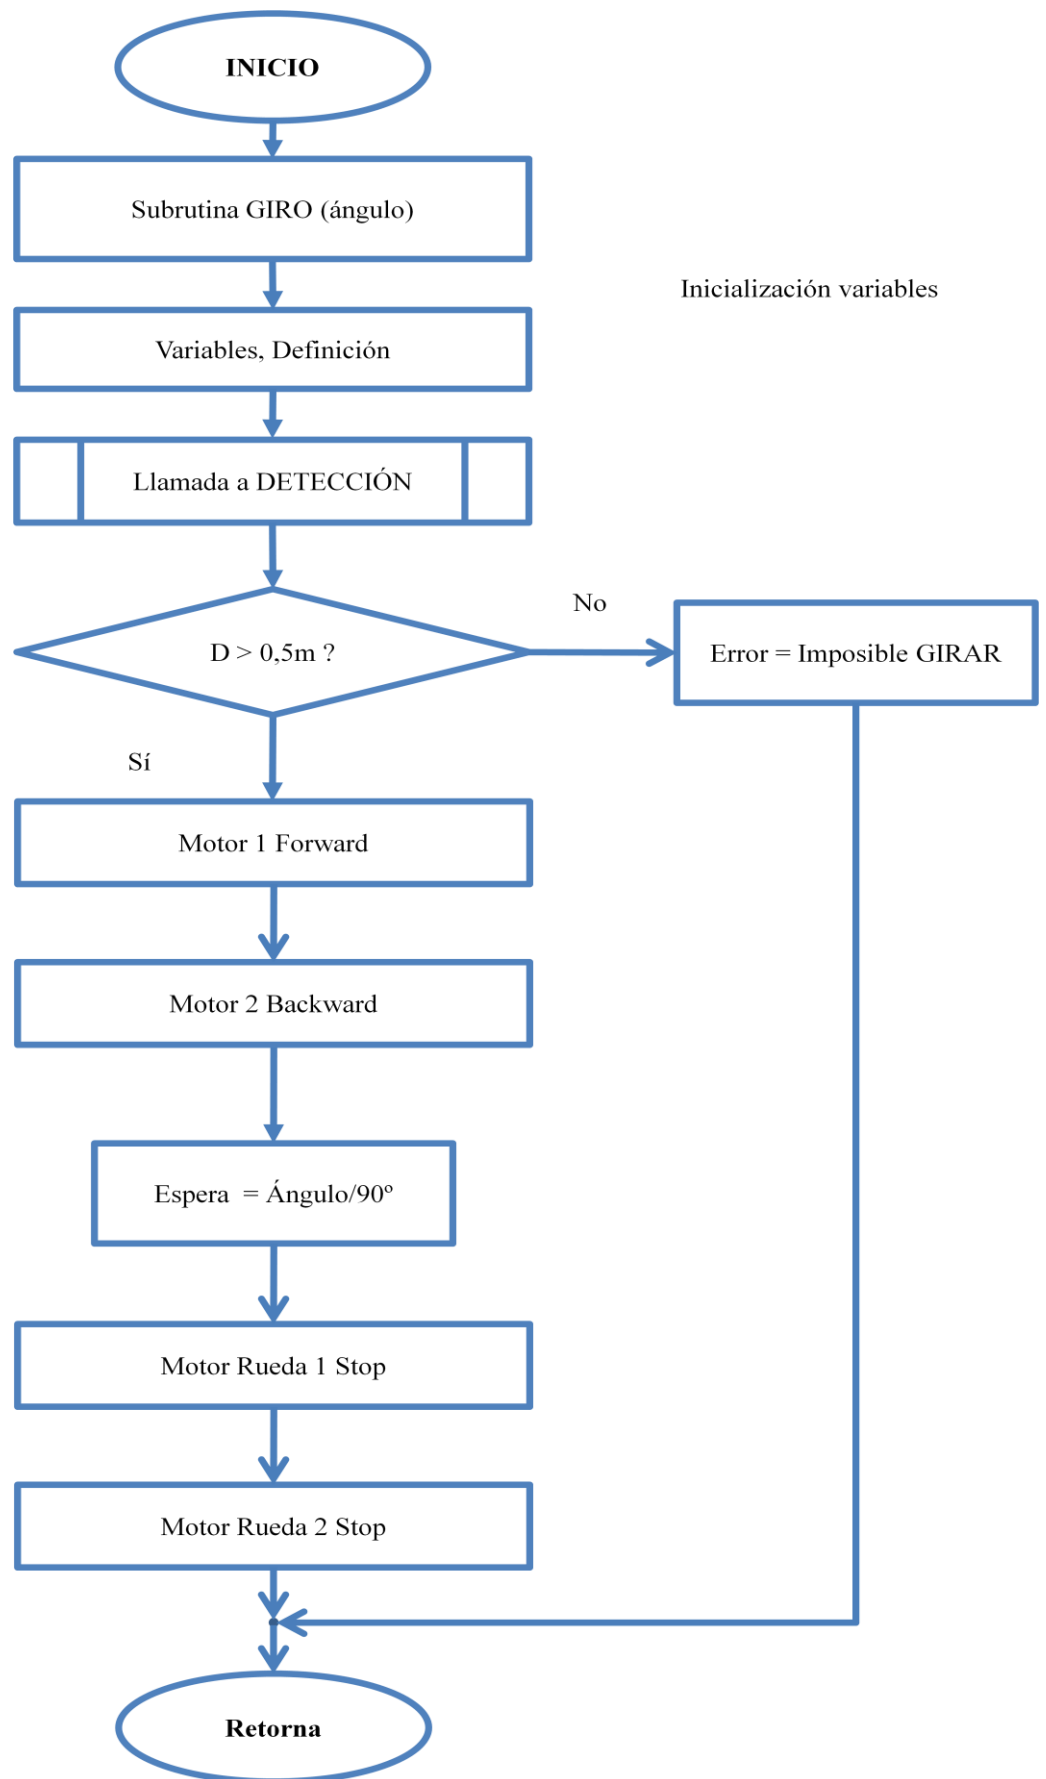 INICIO
Subrutina GIRO (ángulo)
Inicialización variables
Variables, Definición
Llamada a DETECCIÓN
D > 0,5m ?
No
Error = Imposible GIRAR
Sí
Motor 1 Forward
Motor 2 Backward
Espera  = Ángulo/90º
Motor Rueda 1 Stop
Motor Rueda 2 Stop
Retorna